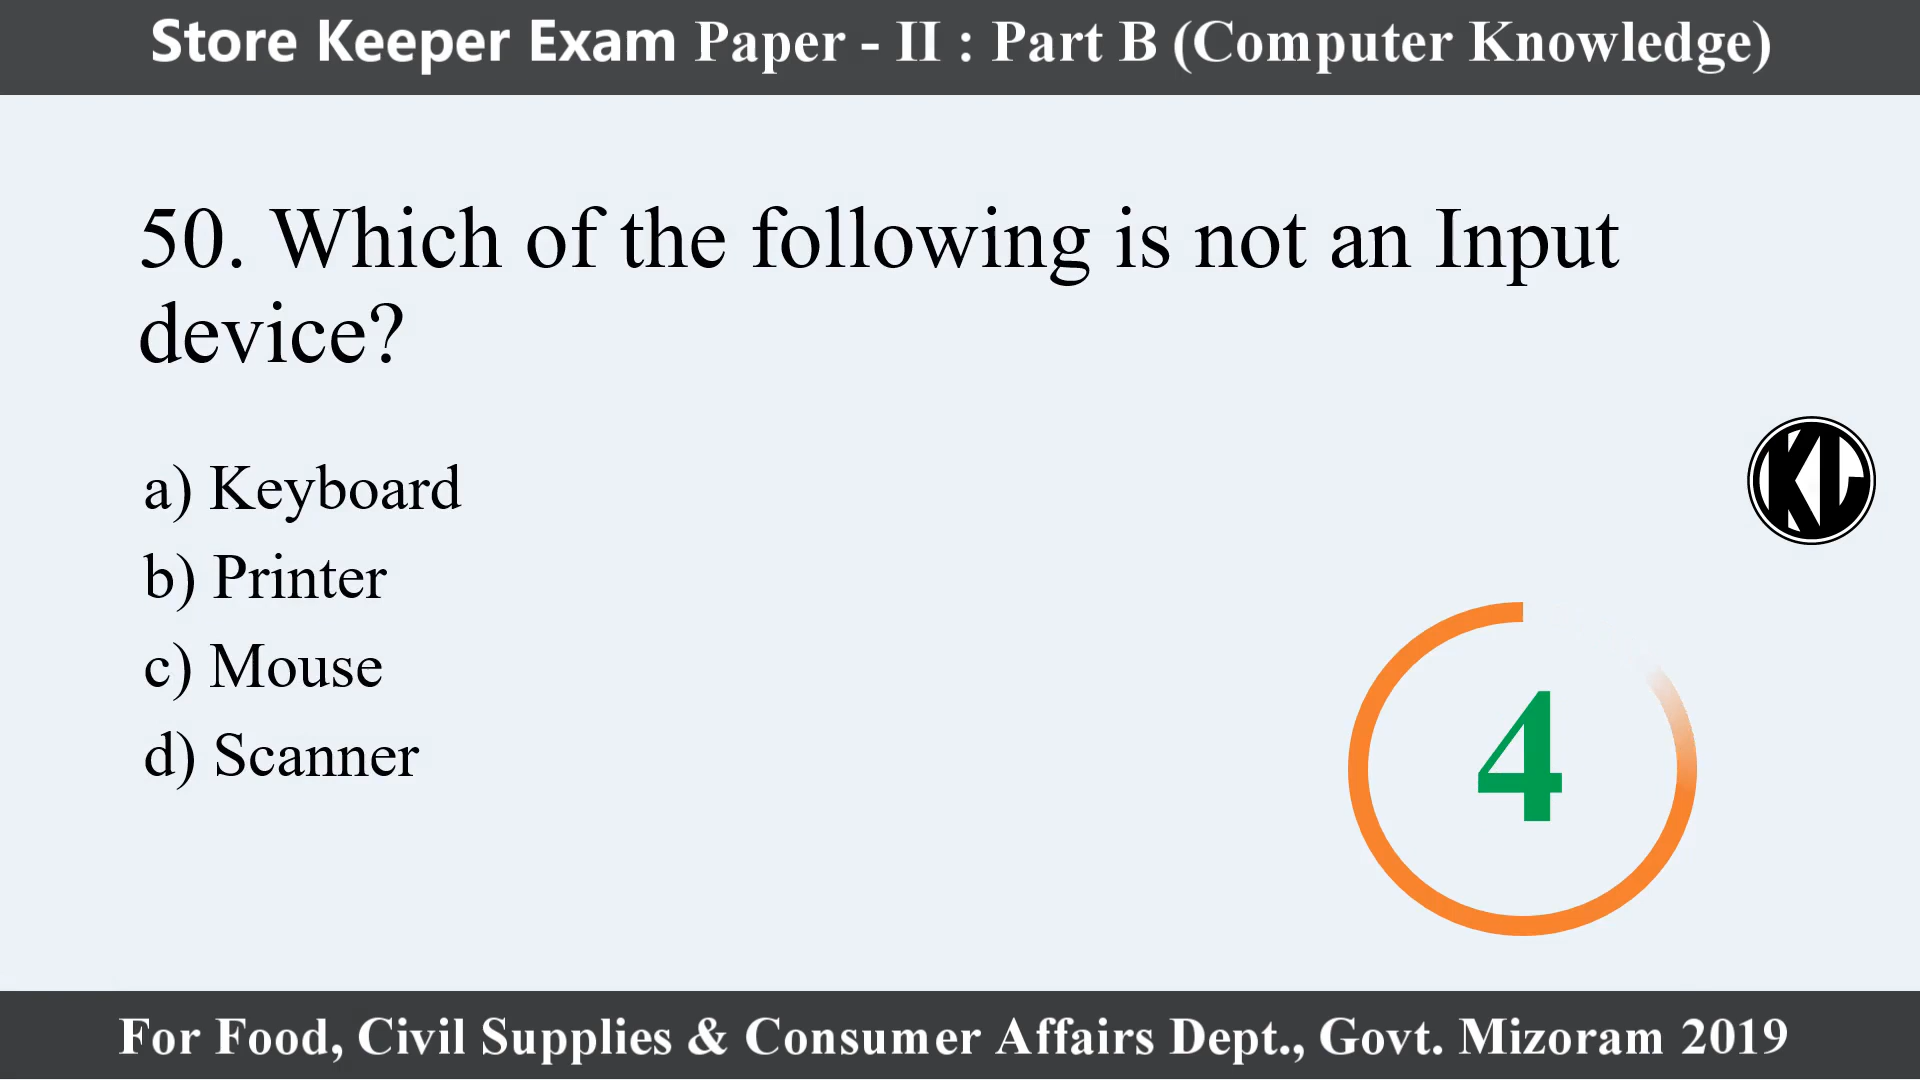 Store Keeper Exam Paper - II : Part B (Computer Knowledge)
50. Which of the following is not an Input
device?
a) Keyboard
b) Printer
c) Mouse
d) Scanner
KL
4
For Food, Civil Supplies & Consumer Affairs Dept., Govt. Mizoram 2019